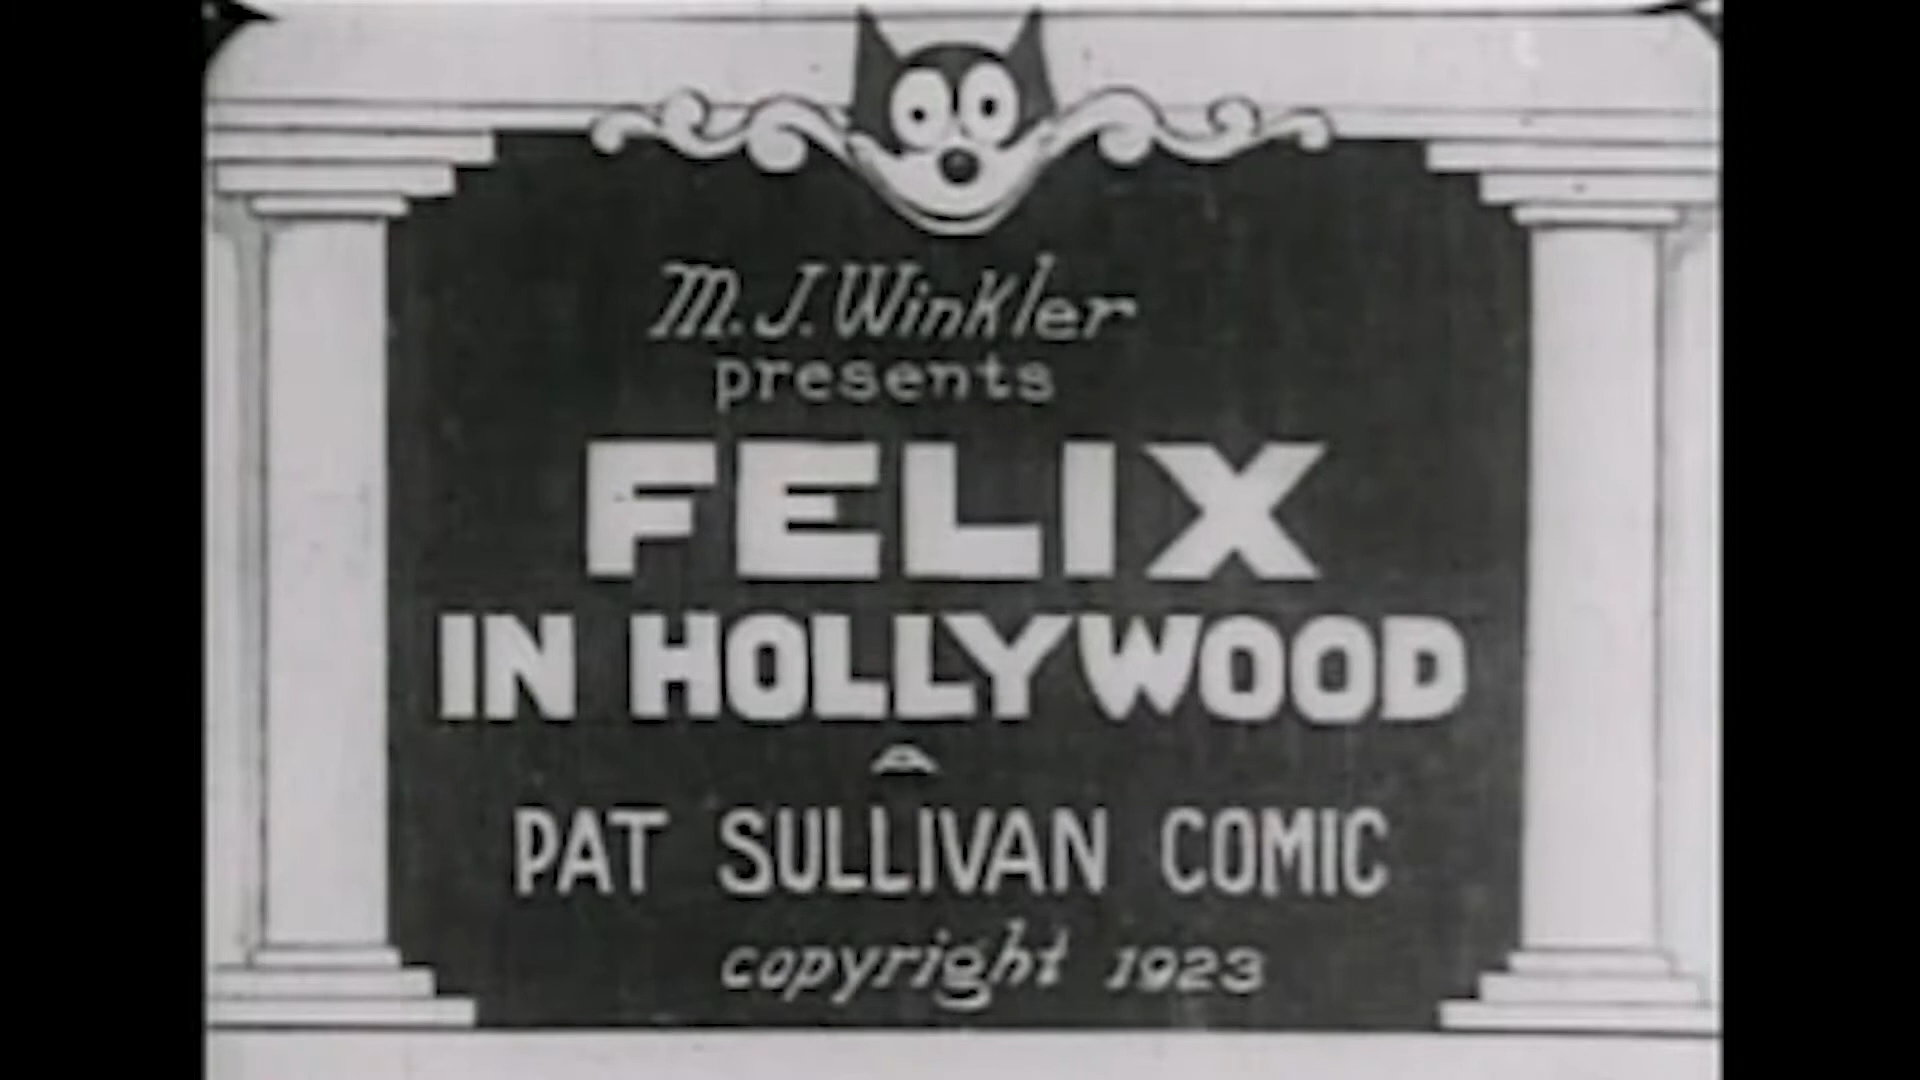 M. J. Winkler
presents
FELIX
IN HOLLYWOOD
A
PAT SULLIVAN COMIC
copyright 1923